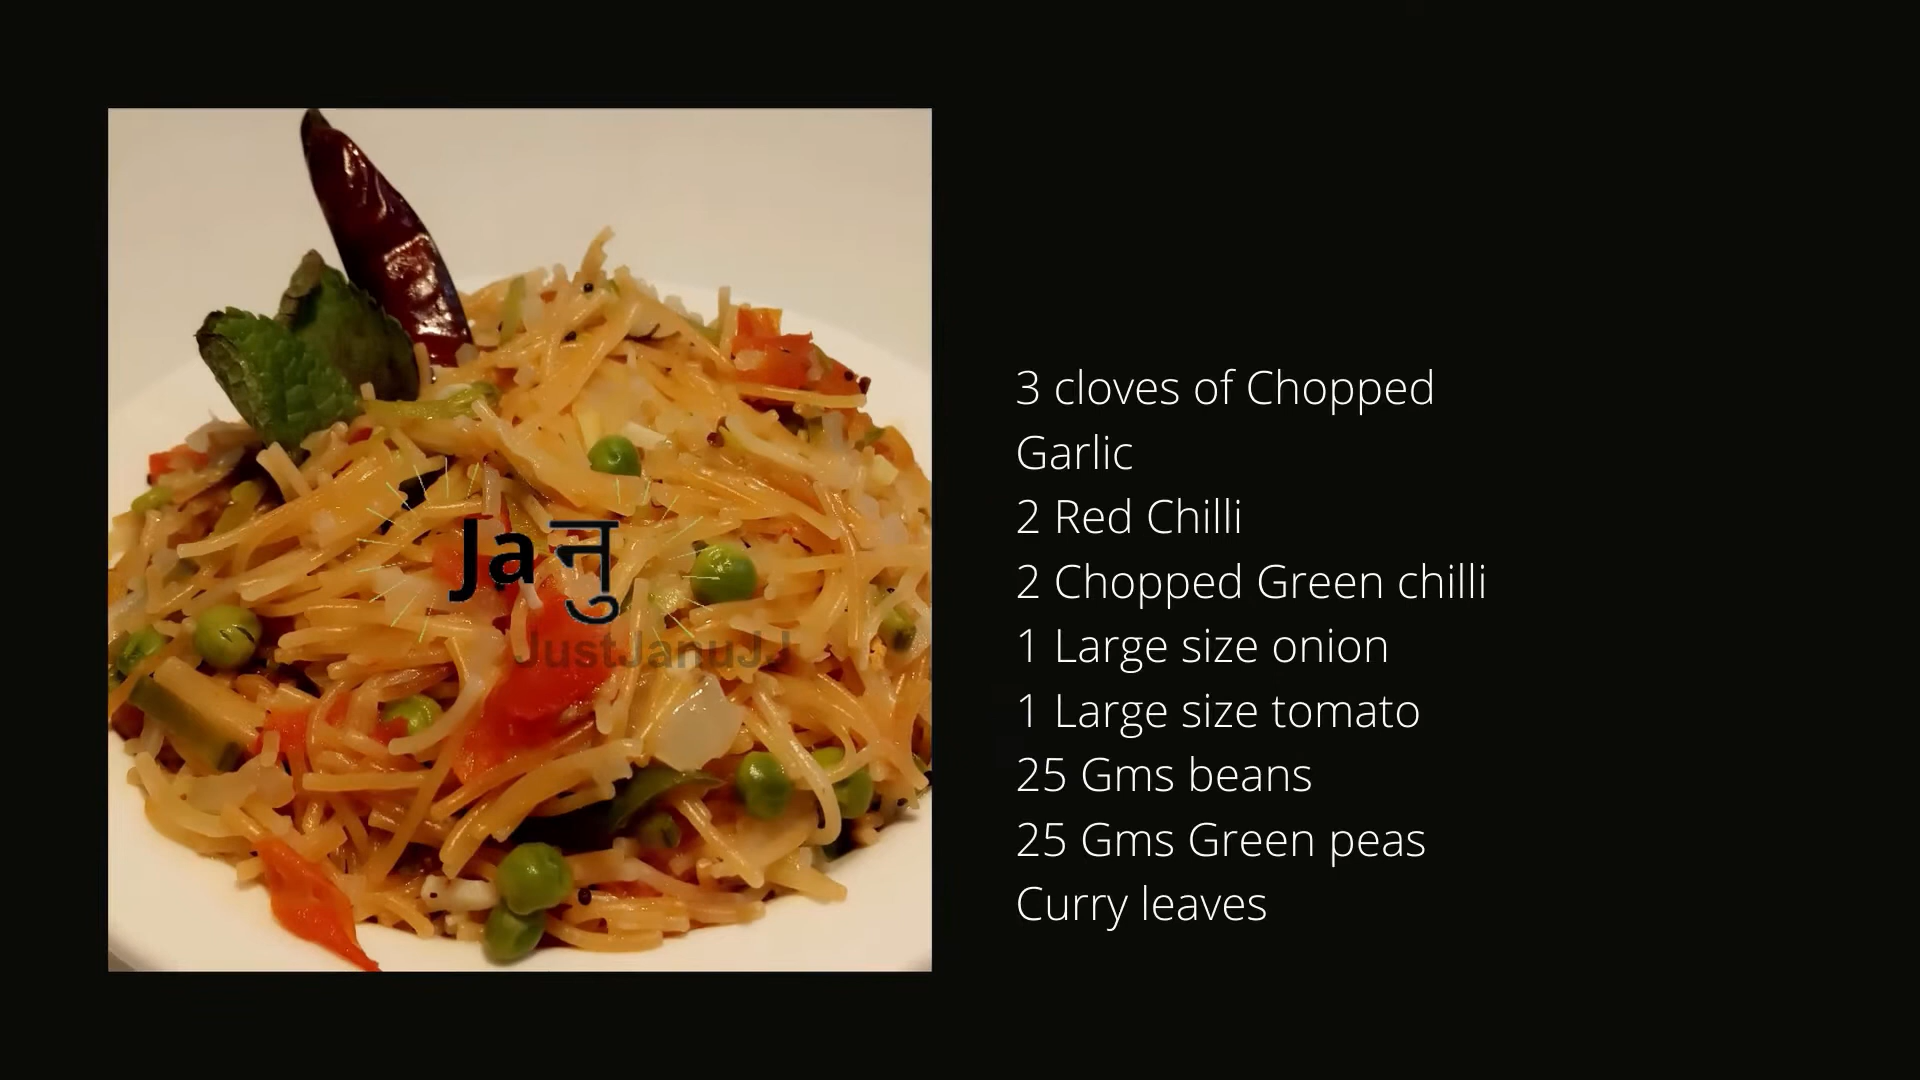 Jaनु
JustJanuJJ
3 cloves of Chopped
Garlic
2 Red Chilli
2 Chopped Green chilli
1 Large size onion
1 Large size tomato
25 Gms beans
25 Gms Green peas
Curry leaves